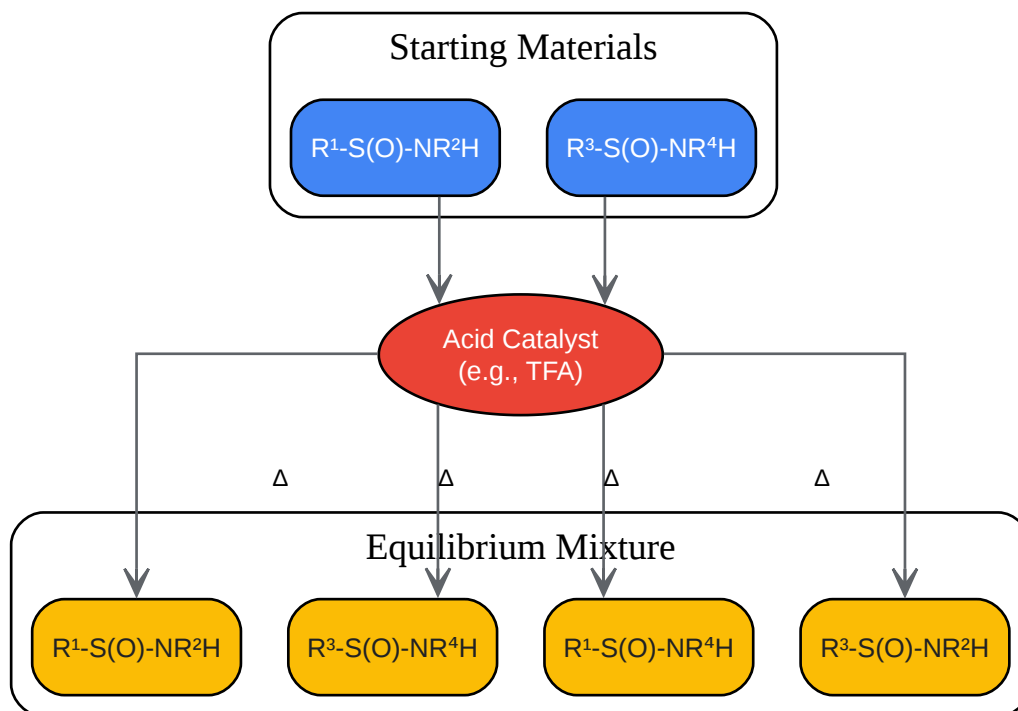 Starting Materials
R¹-S(O)-NR²H
R³-S(O)-NR⁴H
Acid Catalyst
(e.g., TFA)
Δ
Δ
Δ
Δ
Equilibrium Mixture
R¹-S(O)-NR²H
R³-S(O)-NR⁴H
R¹-S(O)-NR⁴H
R³-S(O)-NR²H